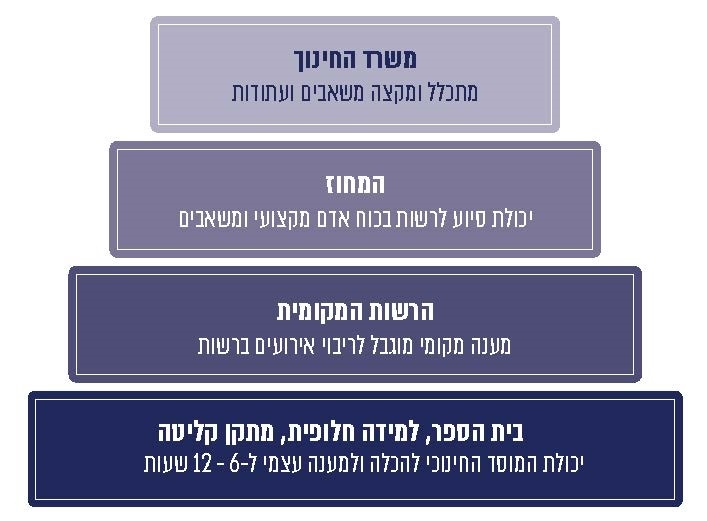 משרד החינוך
מתכלל ומקצה משאבים ועתודות
המחוז
יכולת סיוע לרשות בכוח אדם מקצועי ומשאבים
הרשות המקומית
מענה מקומי מוגבל לריבוי אירועים ברשות
בית הספר, למידה חלופית, מתקן קליטה
יכולת המוסד החינוכי להכלה ולמענה עצמי ל-6 - 12 שעות